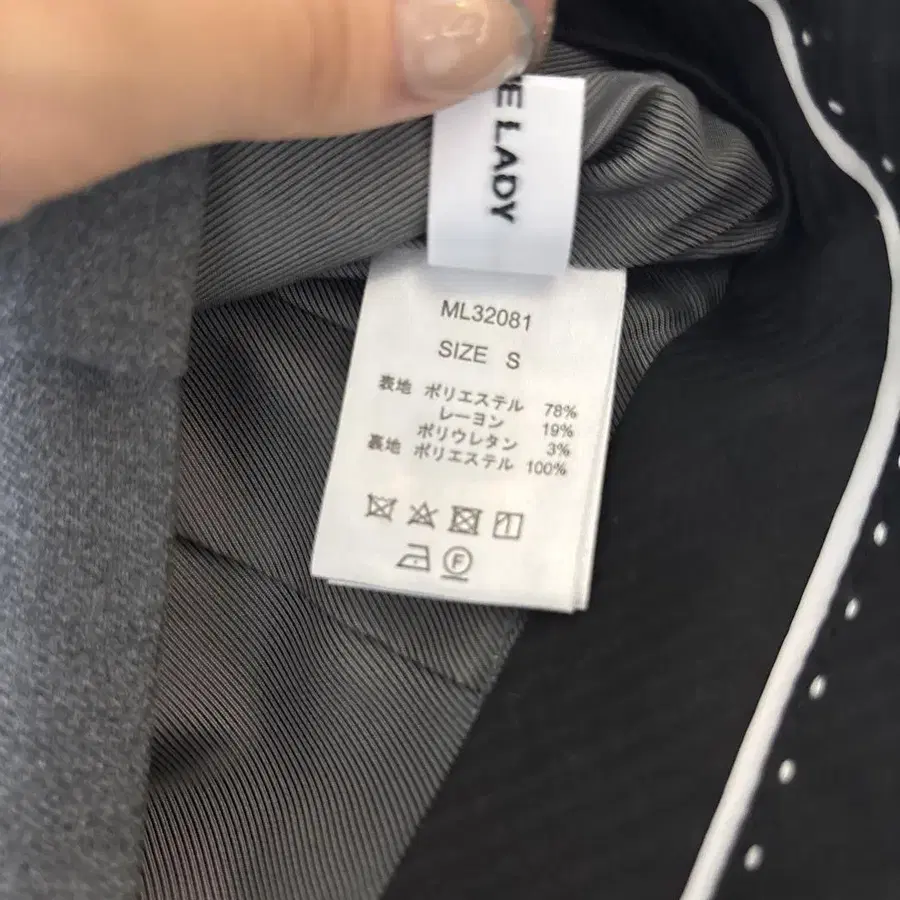 E LADY
ML32081
SIZE S
表地 ポリエステル 78%
レーヨン 19%
ポリウレタン 3%
裏地 ポリエステル 100%
F